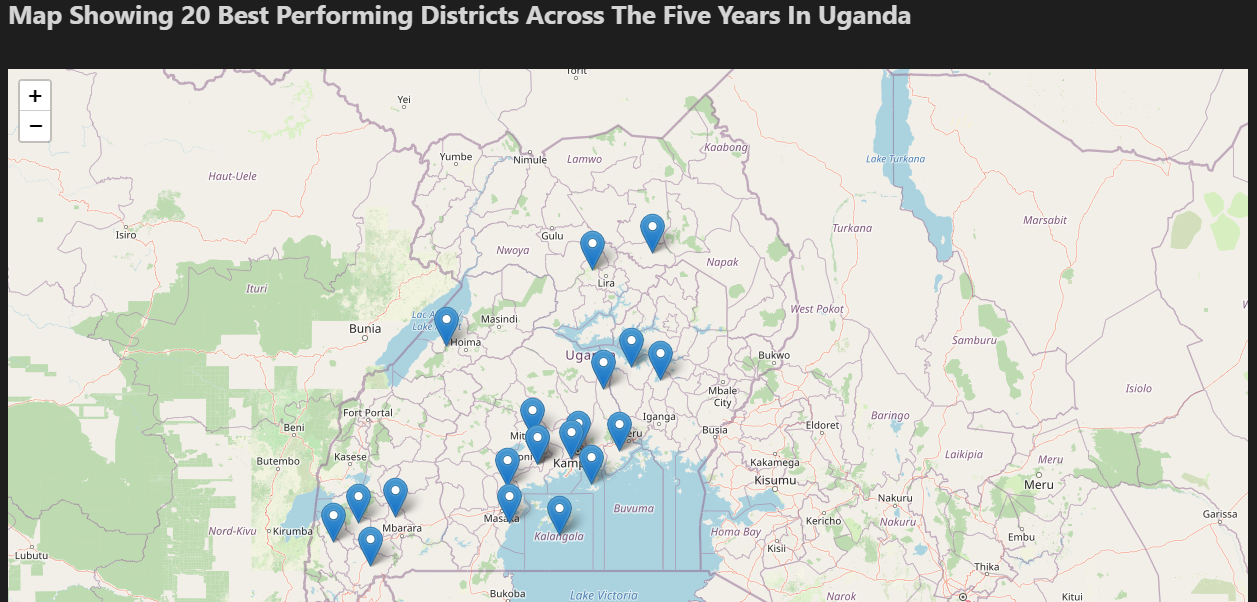 Map Showing 20 Best Performing Districts Across The Five Years In Uganda
+
−
Torit
Yei
Yumbe
Nimule
Lamwo
Kaabong
Lake Turkana
Haut-Uele
Isiro
Gulu
Nwoya
Turkana
Marsabit
Napak
Lira
Ituri
Bunia
Masindi
Hoima
West Pokot
Samburu
Bukwo
Mbale
City
Isiolo
Fort Portal
Iganga
Busia
Baringo
Eldoret
Beni
Butembo
Kasese
Kakamega
Kisumu
Laikipia
Meru
Meru
Nakuru
Nord-Kivu
Kirumba
Mbarara
Buvuma
Kalangala
Homa Bay
Kericho
Nakuru
Garissa
Embu
Kisii
Lubutu
Thika
Bukoba
Lake Victoria
Narok
Kitui